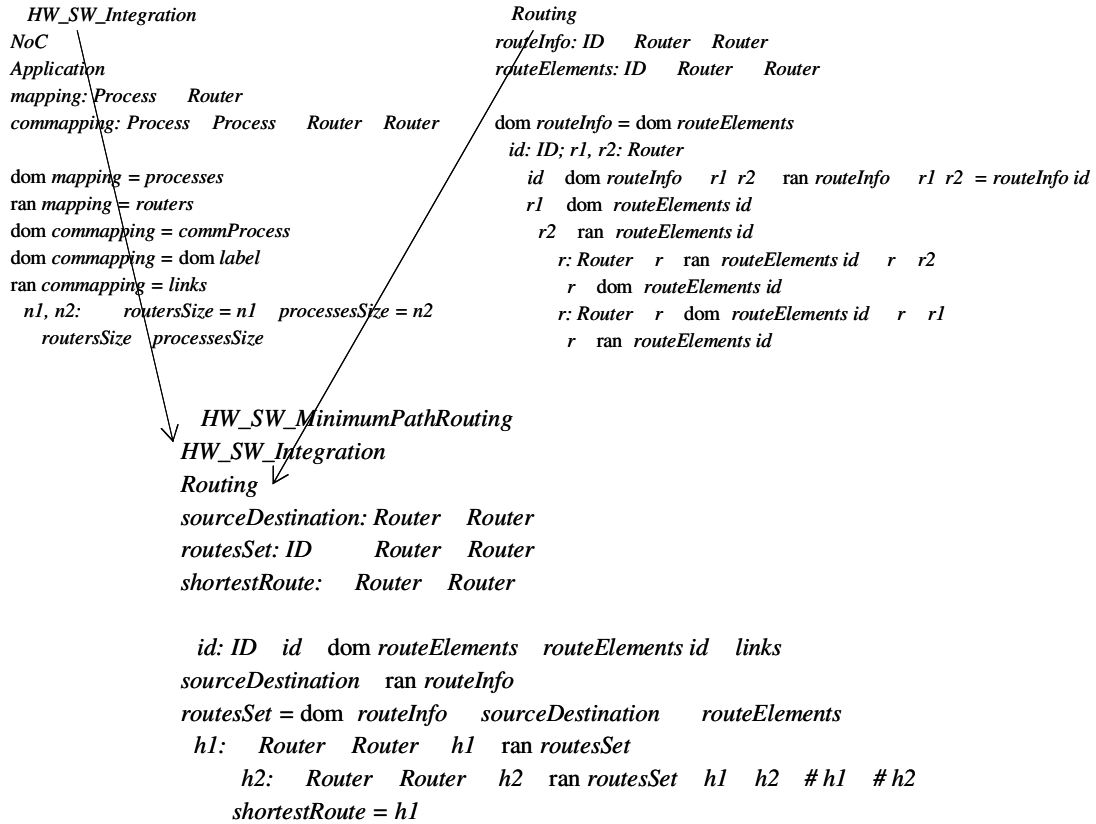 HW_SW_Integration
NoC
Application
mapping: Process Router
commapping: Process Process Router Router
dom mapping = processes
ran mapping = routers
dom commapping = commProcess
dom commapping = dom label
ran commapping = links
n1, n2: routersSize = n1 processesSize = n2
routersSize processesSize
Routing
routeInfo: ID Router Router
routeElements: ID Router Router
dom routeInfo = dom routeElements
id: ID; r1, r2: Router
id dom routeInfo r1 r2 ran routeInfo r1 r2 = routeInfo id
r1 dom routeElements id
r2 ran routeElements id
r: Router r ran routeElements id r r2
r dom routeElements id
r: Router r dom routeElements id r r1
r ran routeElements id
HW_SW_MinimumPathRouting
HW_SW_Integration
Routing
sourceDestination: Router Router
routesSet: ID Router Router
shortestRoute: Router Router
id: ID id dom routeElements routeElements id links
sourceDestination ran routeInfo
routesSet = dom routeInfo sourceDestination routeElements
h1: Router Router h1 ran routesSet
h2: Router Router h2 ran routesSet h1 h2 # h1 # h2
shortestRoute = h1